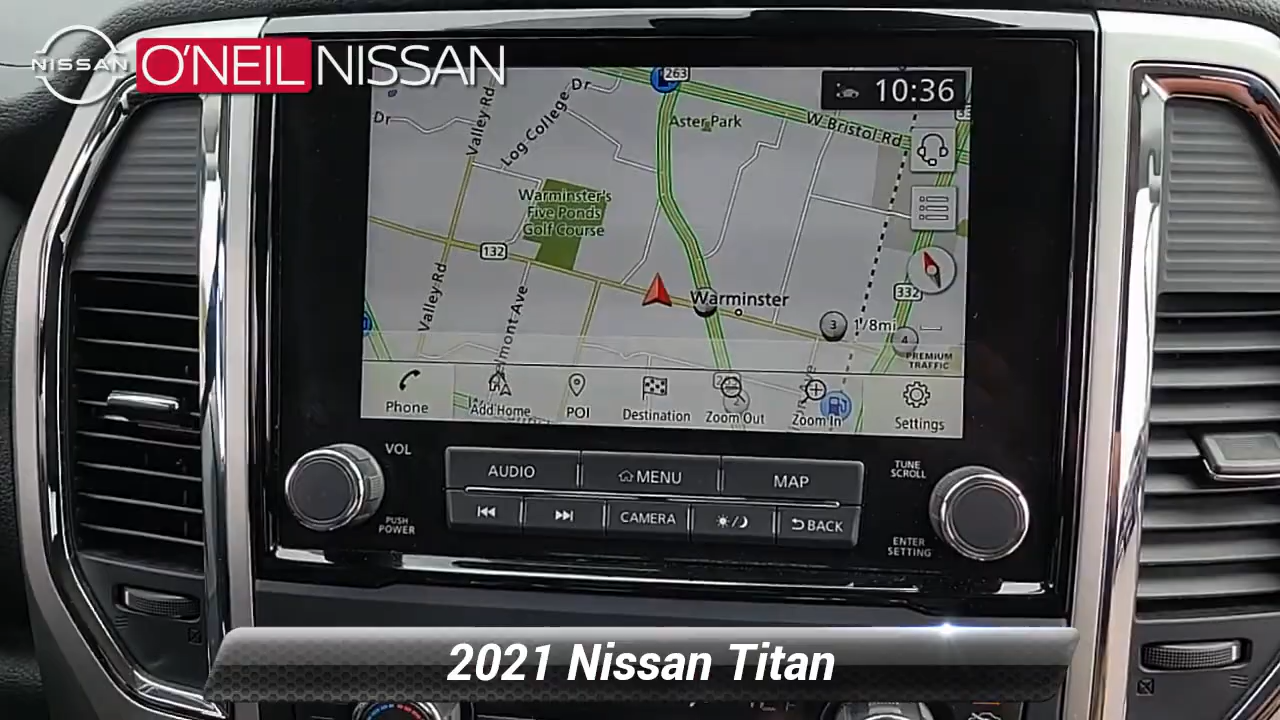 NISSAN O'NEIL NISSAN
263
10:36
Dr
Dr
Valley Rd
Log College
Aster Park
W Bristol Rd
Warminster's
Five Ponds
Golf Course
132
Valley Rd
Warminster
332
3
1/8mi
4
PREMIUM
TRAFFIC
Phone
Add Home
POI
Destination
Zoom Out
Zoom In
Settings
VOL
PUSH
POWER
AUDIO
MENU
MAP
CAMERA
BACK
TUNE
SCROLL
ENTER
SETTING
2021 Nissan Titan